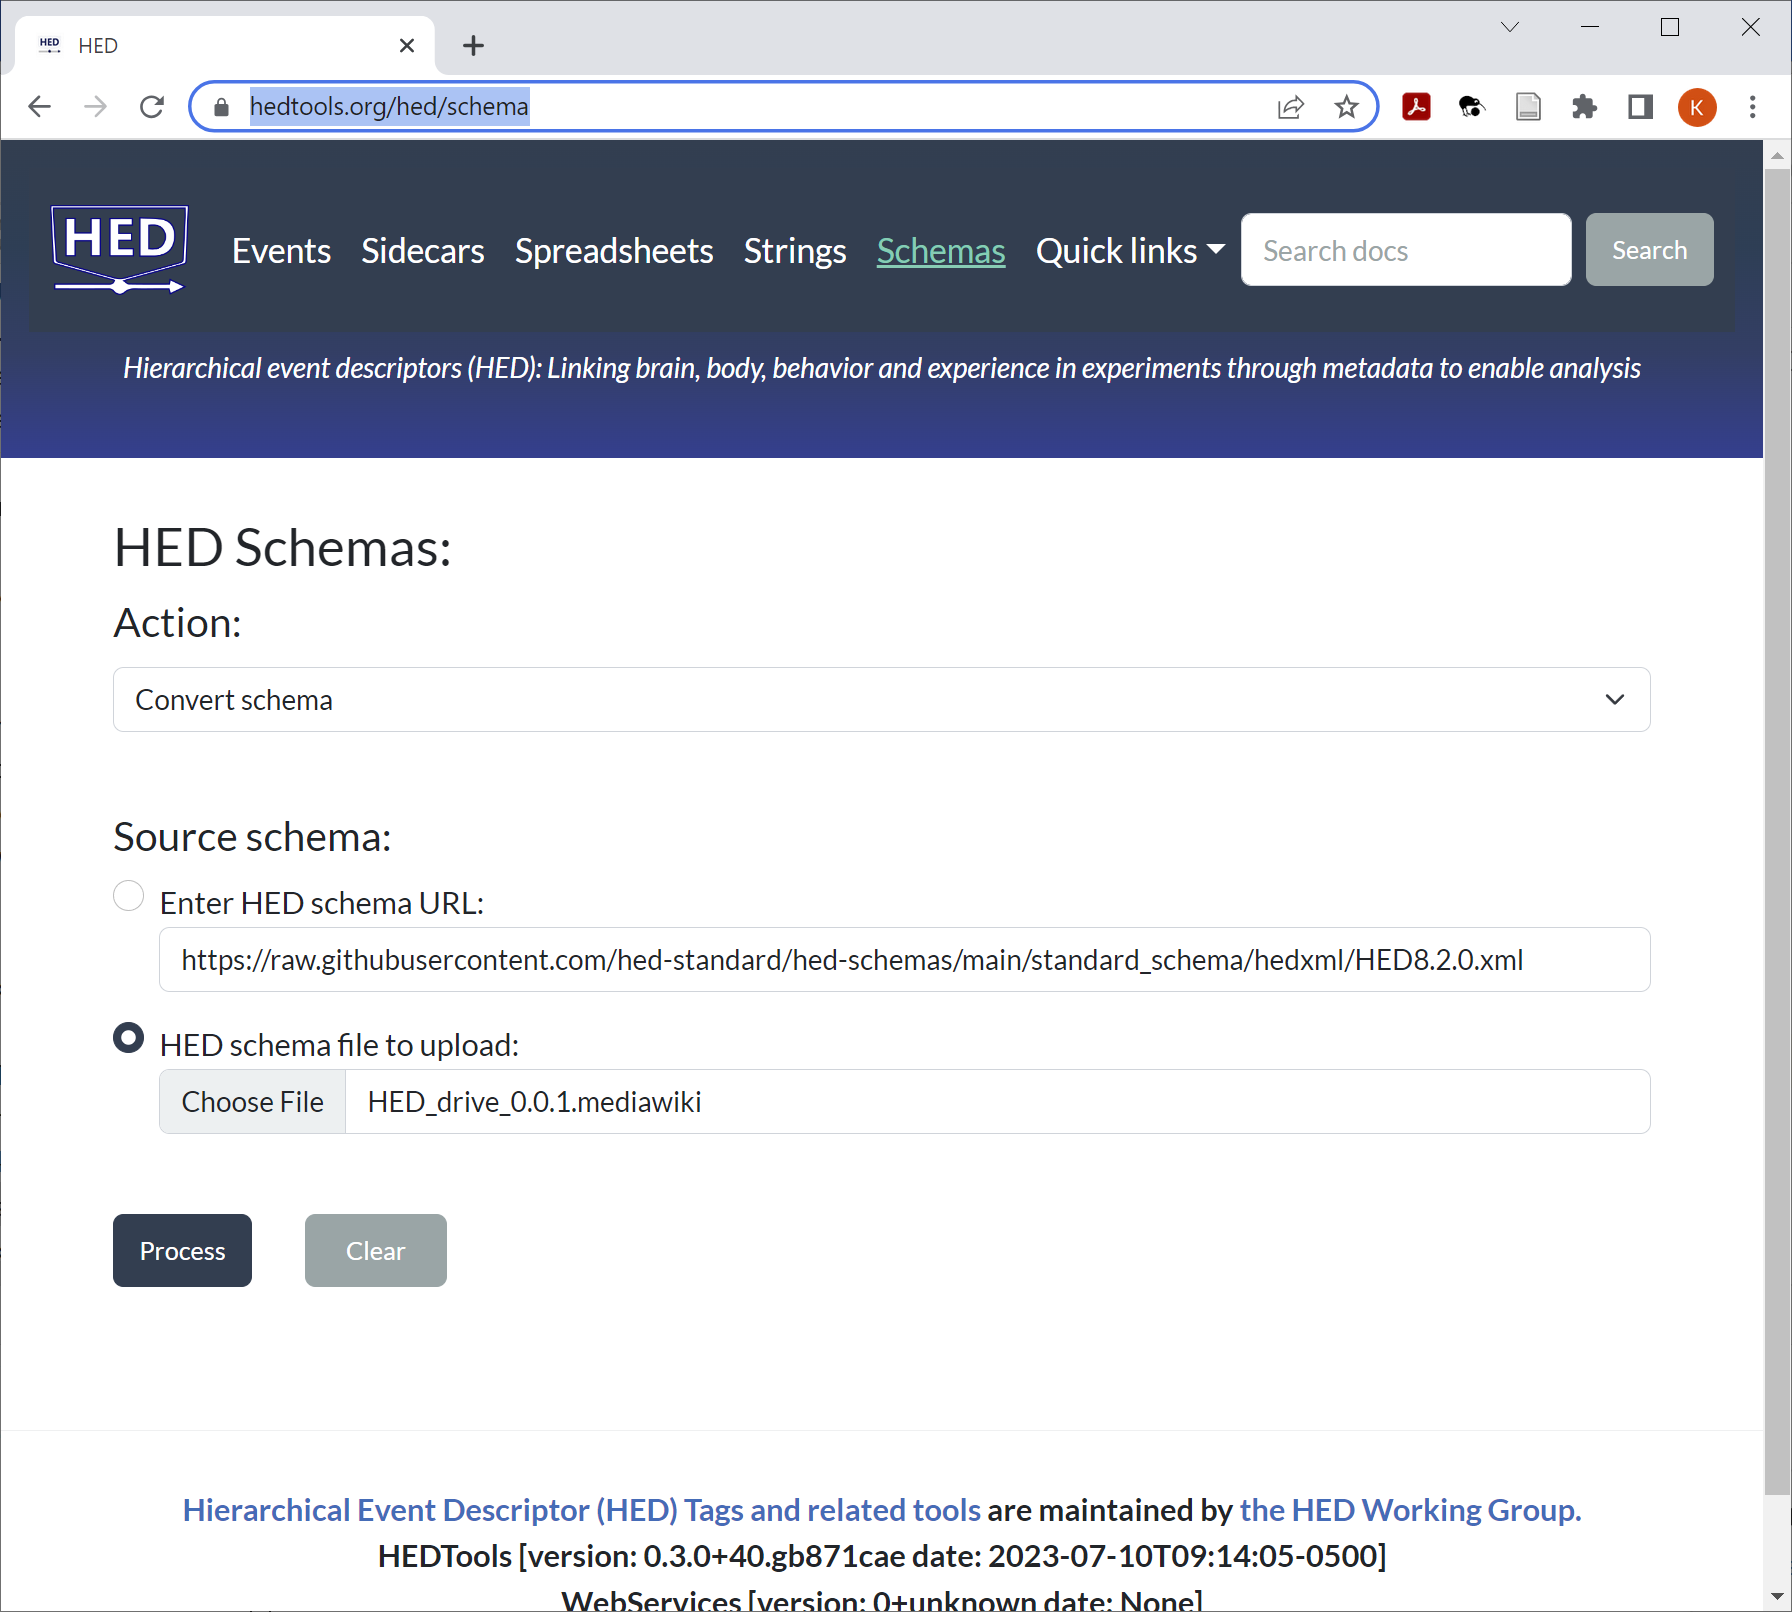 HED
HED
hedtools.org/hed/schema
K
HED
Events Sidecars Spreadsheets Strings Schemas Quick links Search docs Search
Hierarchical event descriptors (HED): Linking brain, body, behavior and experience in experiments through metadata to enable analysis
HED Schemas:
Action:
Convert schema
Source schema:
Enter HED schema URL:
https://raw.githubusercontent.com/hed-standard/hed-schemas/main/standard_schema/hedxml/HED8.2.0.xml
HED schema file to upload:
Choose File HED_drive_0.0.1.mediawiki
Process Clear
Hierarchical Event Descriptor (HED) Tags and related tools are maintained by the HED Working Group.
HEDTools [version: 0.3.0+40.gb871cae date: 2023-07-10T09:14:05-0500]
WebServices [version: 0+unknown date: None]